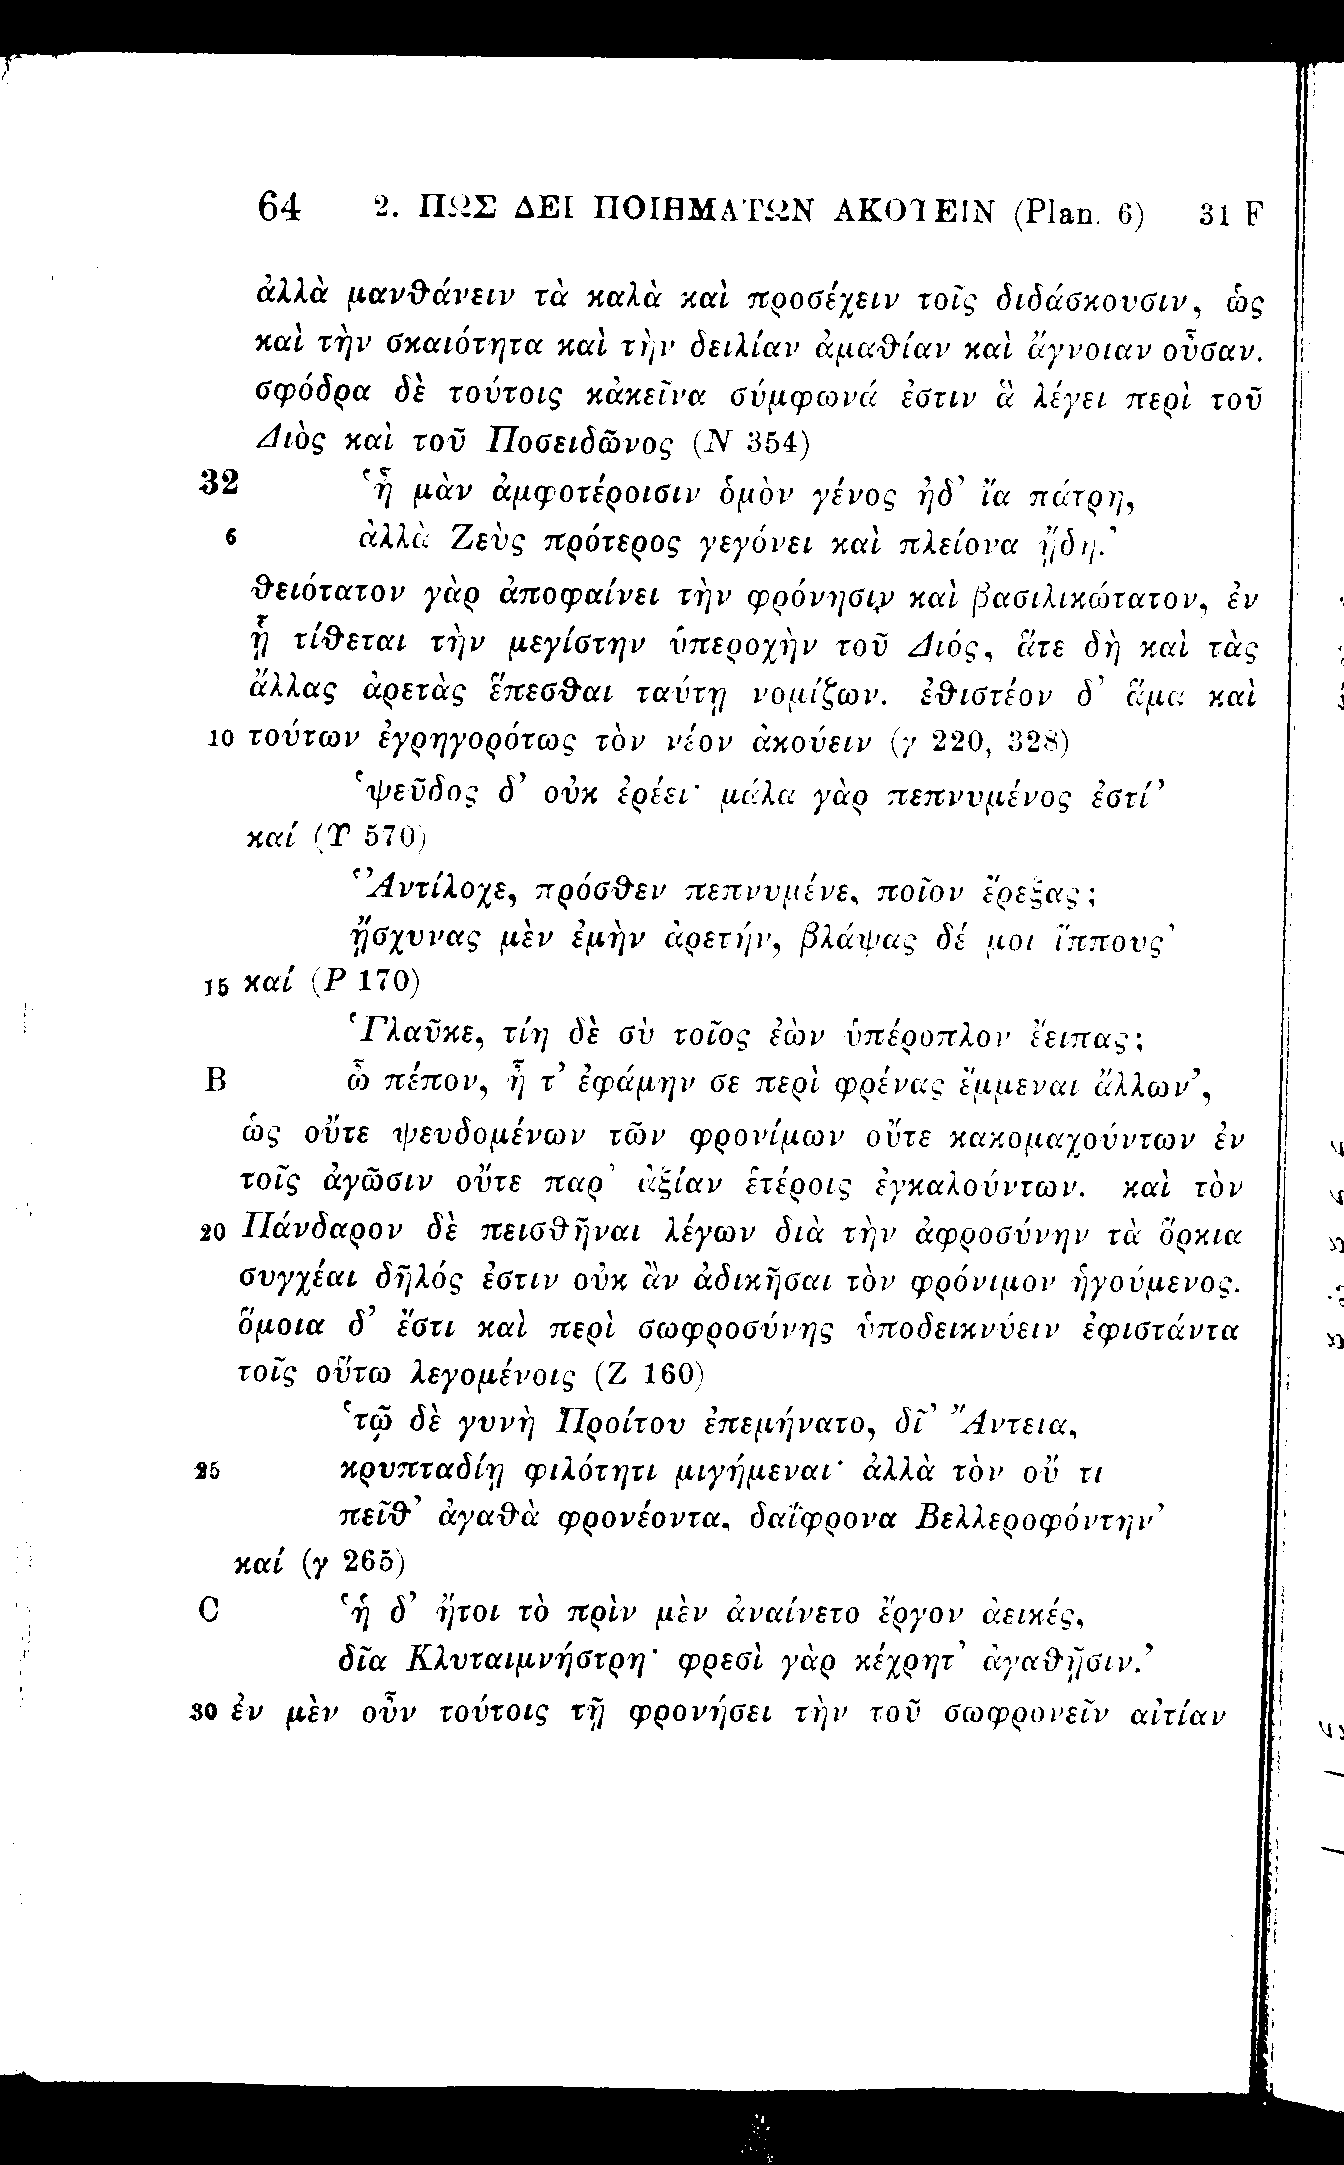 64 2. ΠΩΣ ΔΕΙ ΠΟΙΗΜΑΤΩΝ ΑΚΟΥΕΙΝ (Plan. 6) 31 F
ἀλλὰ μανθάνειν τὰ καλὰ καὶ προσέχειν τοῖς διδάσκουσιν, ὡς
καὶ τὴν σκαιότητα καὶ τὴν δειλίαν ἀμαθίαν καὶ ἄγνοιαν οὖσαν.
σφόδρα δὲ τούτοις κἀκεῖνα σύμφωνά ἐστιν ἃ λέγει περὶ τοῦ
Διὸς καὶ τοῦ Ποσειδῶνος (N 354)
32 ‘ἦ μὰν ἀμφοτέροισιν ὁμὸν γένος ἠδ’ ἴα πάτρη,
6 ἀλλὰ Ζεὺς πρότερος γεγόνει καὶ πλείονα ᾔδη.’
θειότατον γὰρ ἀποφαίνει τὴν φρόνησιν καὶ βασιλικώτατον, ἐν
ᾗ τίθεται τὴν μεγίστην ὑπεροχὴν τοῦ Διός, ἅτε δὴ καὶ τὰς
ἄλλας ἀρετὰς ἕπεσθαι ταύτῃ νομίζων. ἐθιστέον δ’ ἅμα καὶ
10 τούτων ἐγρηγορότως τὸν νέον ἀκούειν (γ 220, 328)
‘ψεῦδος δ’ οὐκ ἐρέει· μάλα γὰρ πεπνυμένος ἐστί’
καί (Ψ 570)
‘Ἀντίλοχε, πρόσθεν πεπνυμένε, ποῖον ἔρεξας;
ᾔσχυνας μὲν ἐμὴν ἀρετήν, βλάψας δέ μοι ἵππους’
15 καί (P 170)
‘Γλαῦκε, τίη δὲ σὺ τοῖος ἐὼν ὑπέροπλον ἔειπας;
B ὦ πέπον, ἦ τ’ ἐφάμην σε περὶ φρένας ἔμμεναι ἄλλων’,
ὡς οὔτε ψευδομένων τῶν φρονίμων οὔτε κακομαχούντων ἐν
τοῖς ἀγῶσιν οὔτε παρ’ ἀξίαν ἑτέροις ἐγκαλούντων. καὶ τὸν
20 Πάνδαρον δὲ πεισθῆναι λέγων διὰ τὴν ἀφροσύνην τὰ ὅρκια
συγχέαι δῆλός ἐστιν οὐκ ἂν ἀδικῆσαι τὸν φρόνιμον ἡγούμενος.
ὅμοια δ’ ἔστι καὶ περὶ σωφροσύνης ὑποδεικνύειν ἐφιστάντα
τοῖς οὕτω λεγομένοις (Z 160)
‘τῷ δὲ γυνὴ Προίτου ἐπεμήνατο, δῖ’ Ἄντεια,
25 κρυπταδίῃ φιλότητι μιγήμεναι· ἀλλὰ τὸν οὔ τι
πεῖθ’ ἀγαθὰ φρονέοντα, δαΐφρονα Βελλεροφόντην’
καί (γ 265)
C ‘ἡ δ’ ἤτοι τὸ πρὶν μὲν ἀναίνετο ἔργον ἀεικές,
δῖα Κλυταιμνήστρη· φρεσὶ γὰρ κέχρητ’ ἀγαθῇσιν.’
30 ἐν μὲν οὖν τούτοις τῇ φρονήσει τὴν τοῦ σωφρονεῖν αἰτίαν